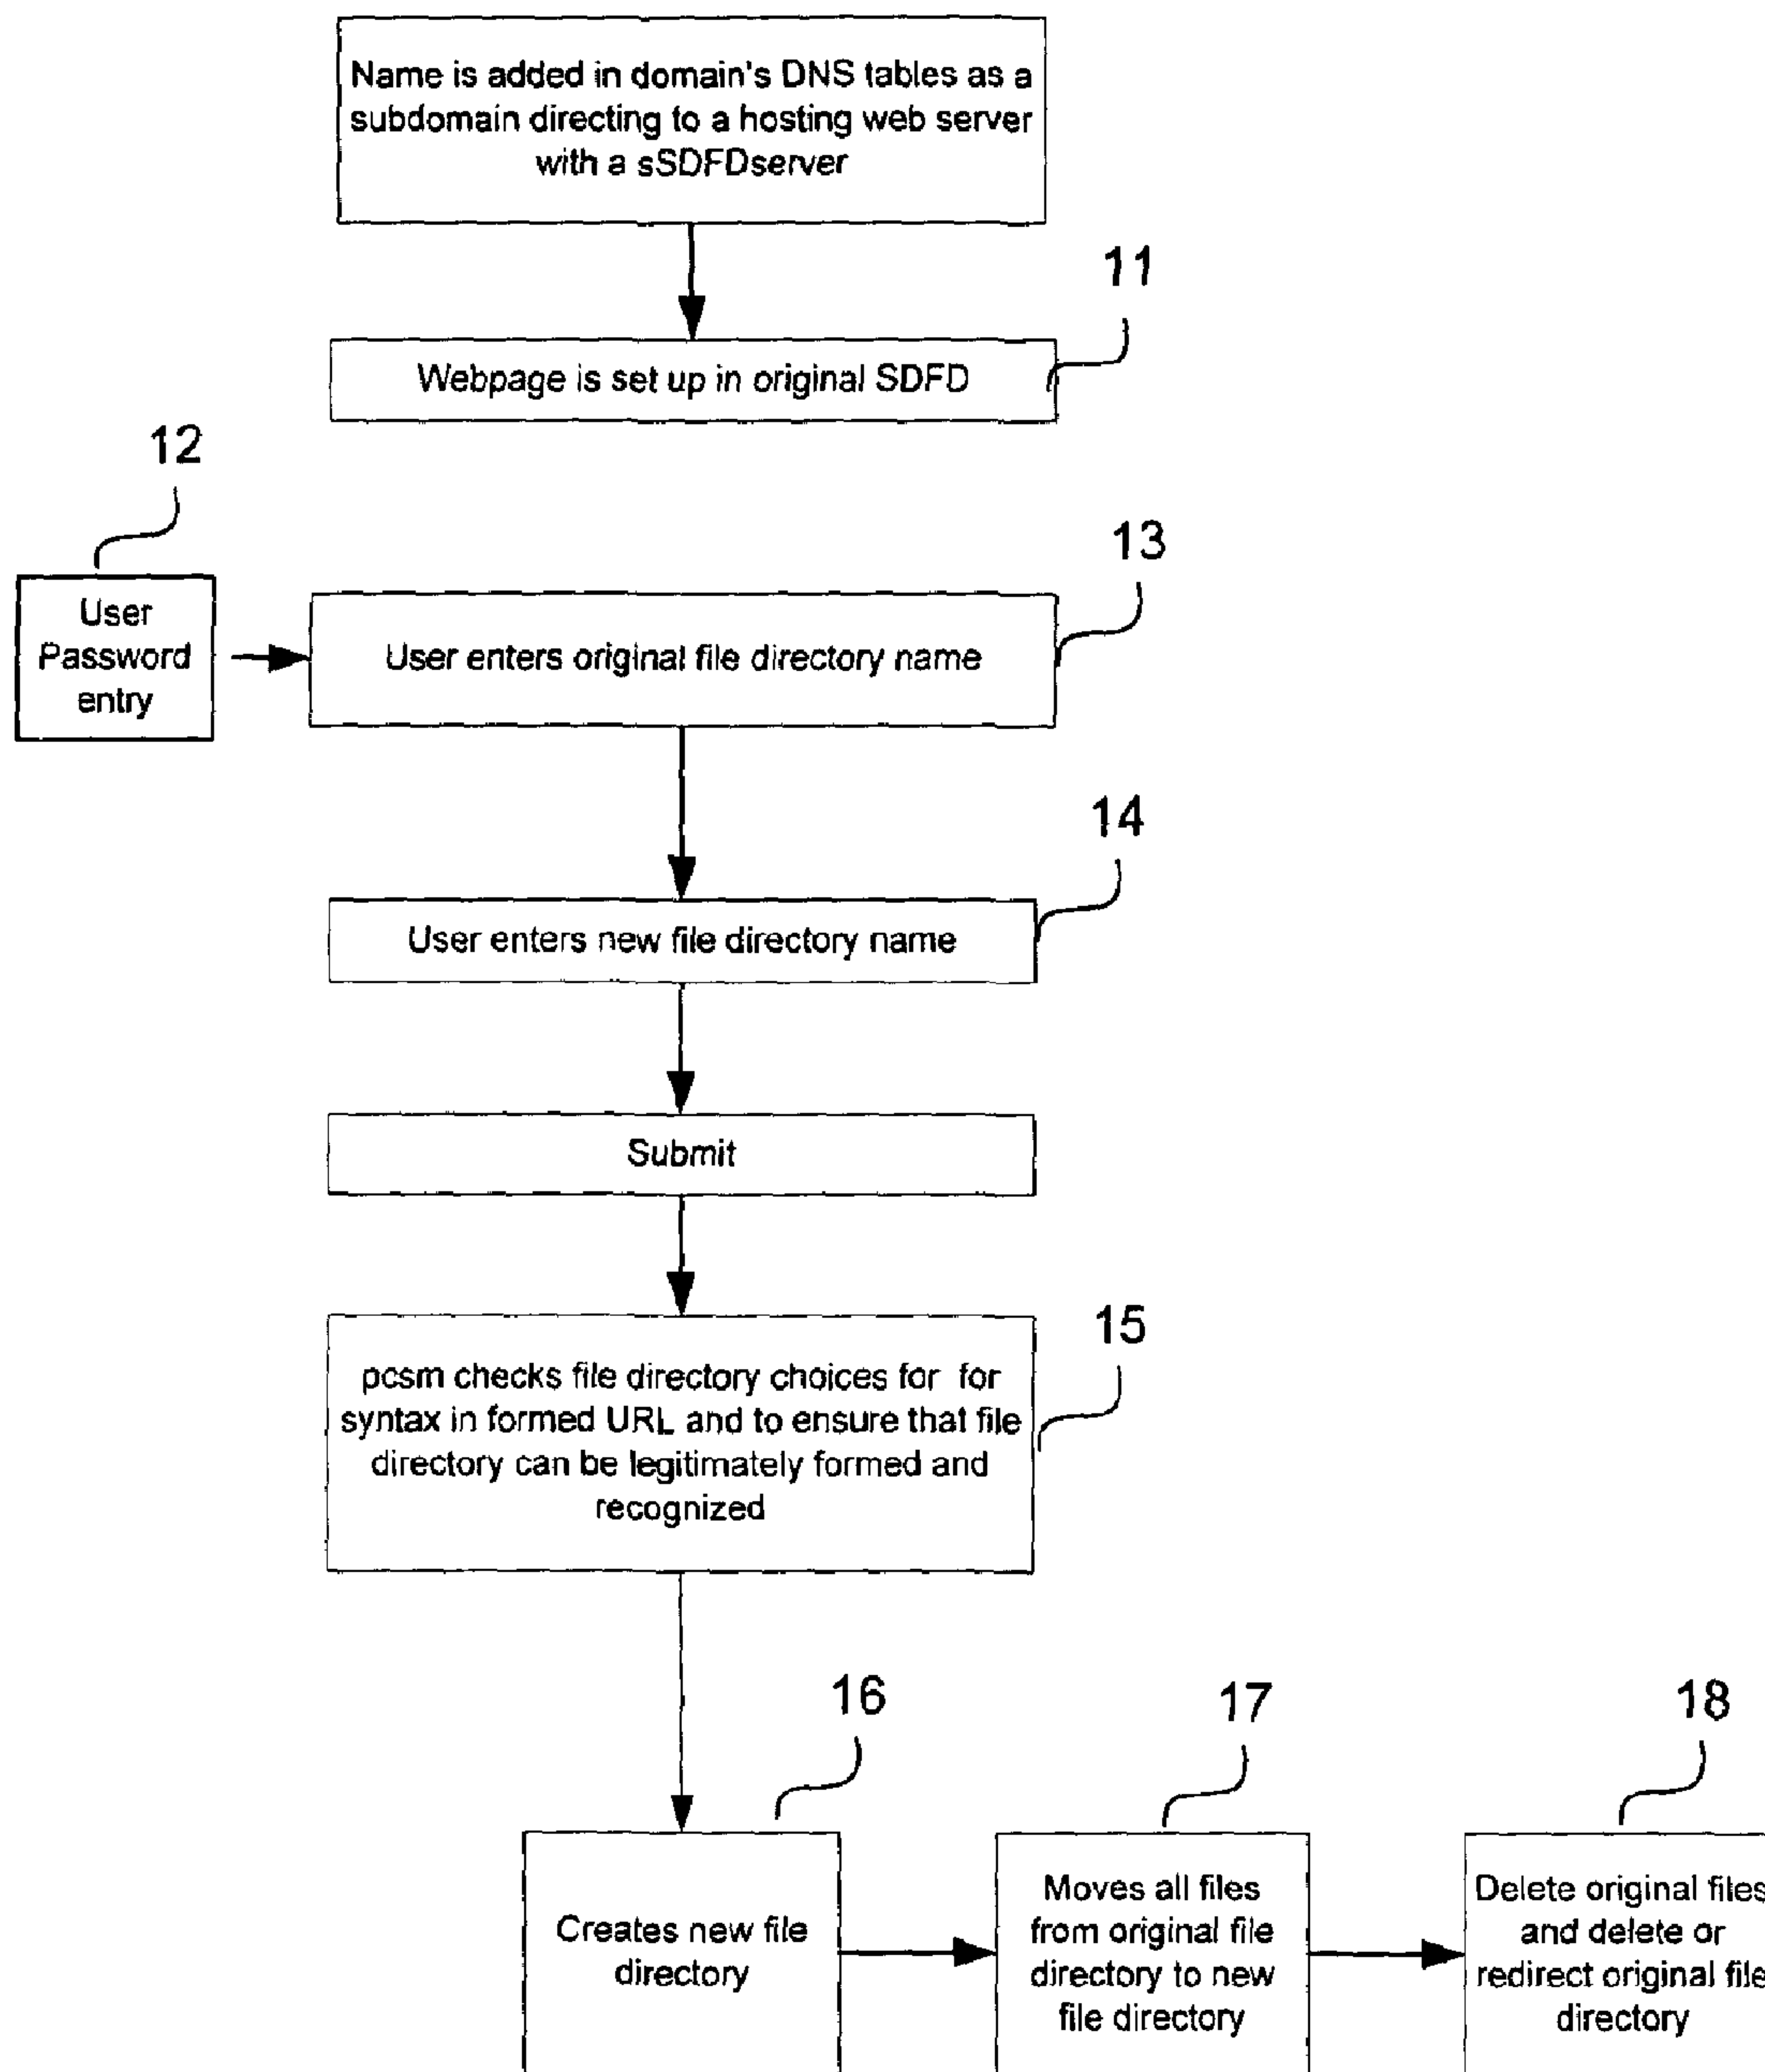 Name is added in domain's DNS tables as a
subdomain directing to a hosting web server
with a sSDFDserver
11
Webpage is set up in original SDFD
12
User
Password
entry
13
User enters original file directory name
14
User enters new file directory name
Submit
15
pcsm checks file directory choices for for
syntax in formed URL and to ensure that file
directory can be legitimately formed and
recognized
16
Creates new file
directory
17
Moves all files
from original file
directory to new
file directory
18
Delete original files
and delete or
redirect original file
directory